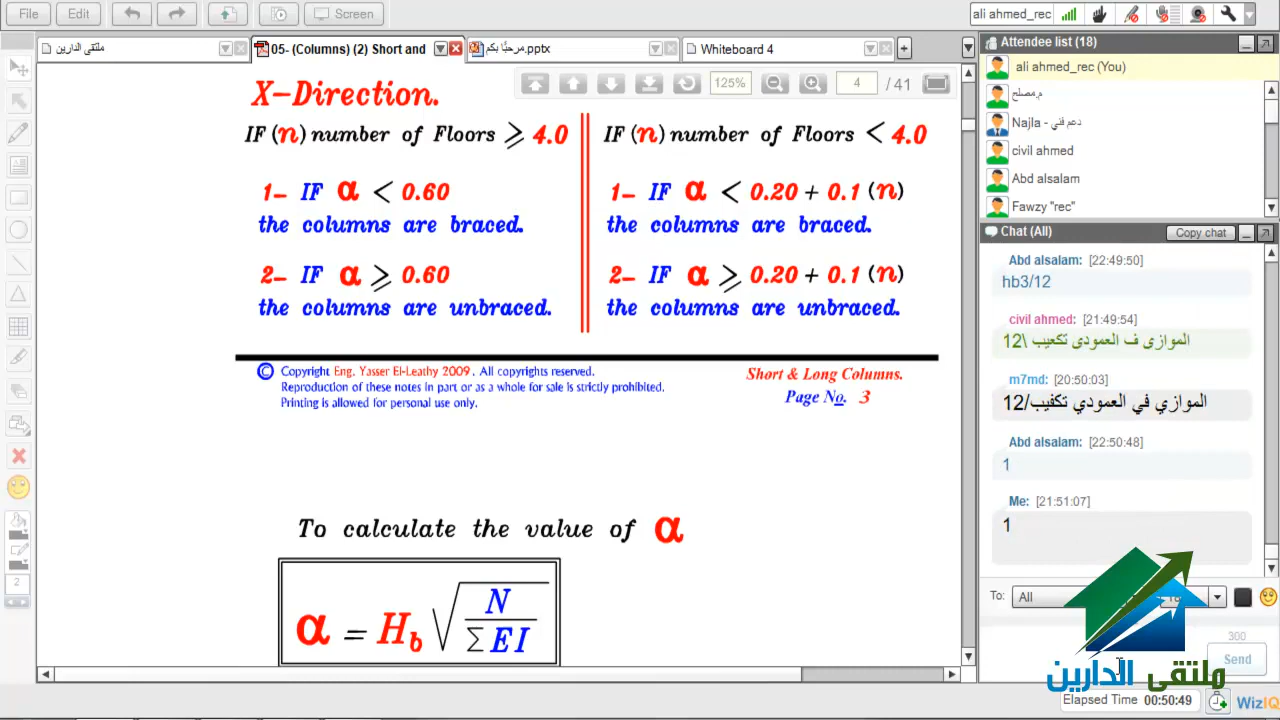 File
Edit
Screen
ali ahmed_rec
ملتقى الدارين
05- (Columns) (2) Short and
مرحبًا بكم.pptx
Whiteboard 4
125%
4 / 41
X-Direction.
IF (n) number of Floors ⩾ 4.0
1- IF α < 0.60
the columns are braced.
2- IF α ⩾ 0.60
the columns are unbraced.
IF (n) number of Floors < 4.0
1- IF α < 0.20 + 0.1 (n)
the columns are braced.
2- IF α ⩾ 0.20 + 0.1 (n)
the columns are unbraced.
© Copyright Eng. Yasser El-Leathy 2009. All copyrights reserved.
Reproduction of these notes in part or as a whole for sale is strictly prohibited.
Printing is allowed for personal use only.
Short & Long Columns.
Page No. 3
To calculate the value of α
α = Hb √ N / Σ EI
2
Attendee list (18)
ali ahmed_rec (You)
م.مصلح
Najla - دعم فني
civil ahmed
Abd alsalam
Fawzy "rec"
Chat (All)
Copy chat
Abd alsalam: [22:49:50]
hb3/12
civil ahmed: [21:49:54]
الموازى ف العمودى تكعيب \12
m7md: [20:50:03]
الموازي في العمودي تكفيب/12
Abd alsalam: [22:50:48]
1
Me: [21:51:07]
1
To: All
300
Send
ملتقى الدارين
Elapsed Time 00:50:49
WizIQ